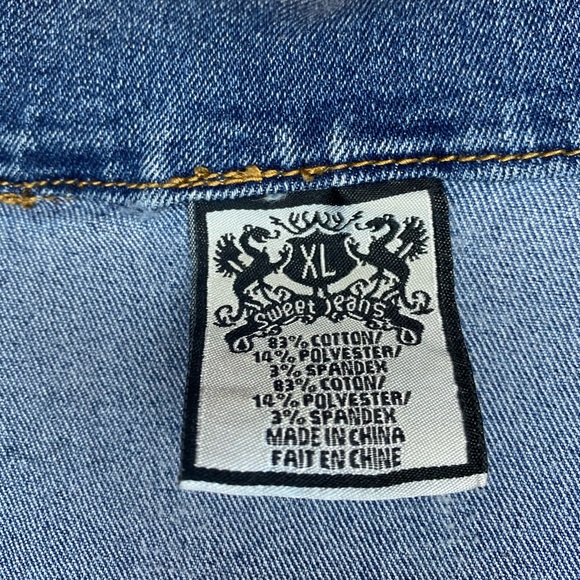 XL
Sweet Jeans
83% COTTON/
14% POLYESTER/
3% SPANDEX
83% COTON/
14% POLYESTER/
3% SPANDEX
MADE IN CHINA
FAIT EN CHINE